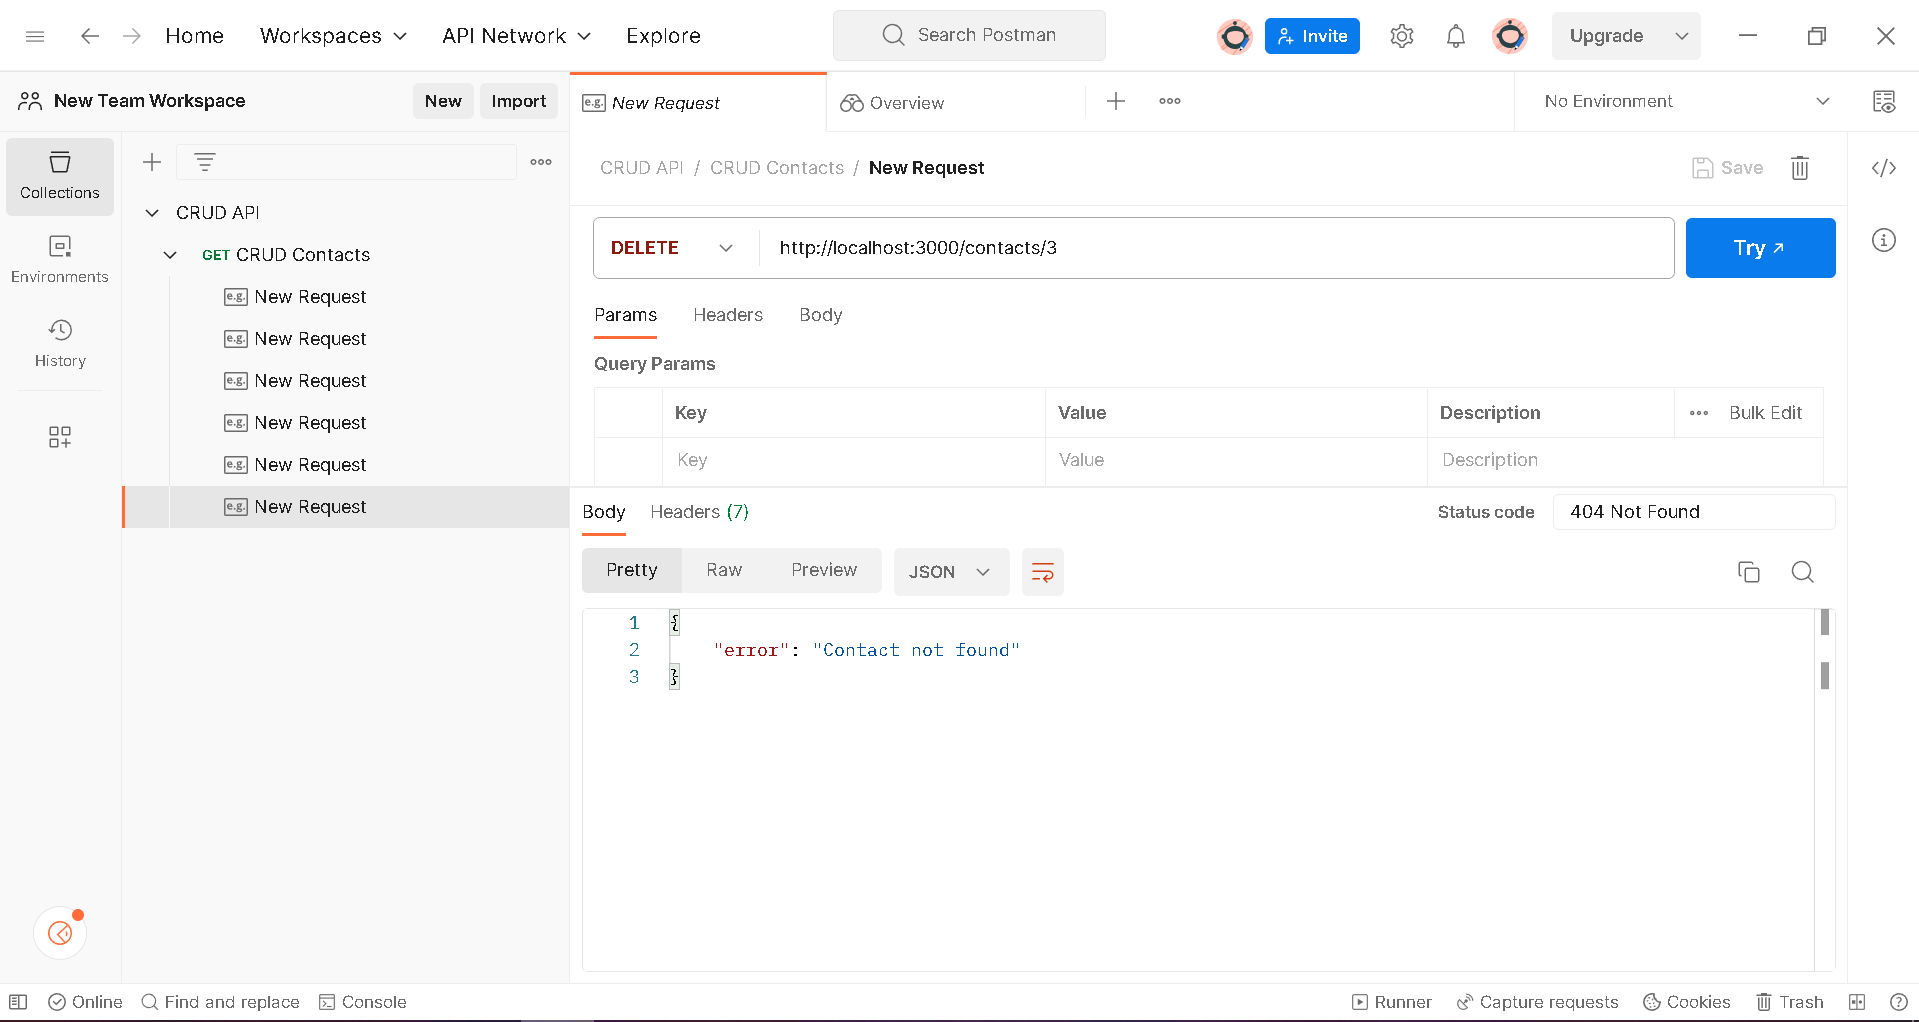 Home Workspaces API Network Explore Search Postman Invite Upgrade
New Team Workspace New Import
e.g. New Request Overview No Environment
Collections
Environments
History
CRUD API
GET CRUD Contacts
e.g. New Request
e.g. New Request
e.g. New Request
e.g. New Request
e.g. New Request
e.g. New Request
CRUD API / CRUD Contacts / New Request Save
DELETE http://localhost:3000/contacts/3 Try
Params Headers Body
Query Params
Key Value Description Bulk Edit
Key Value Description
Body Headers (7) Status code 404 Not Found
Pretty Raw Preview JSON
1 {
2 "error": "Contact not found"
3 }
Online Find and replace Console Runner Capture requests Cookies Trash